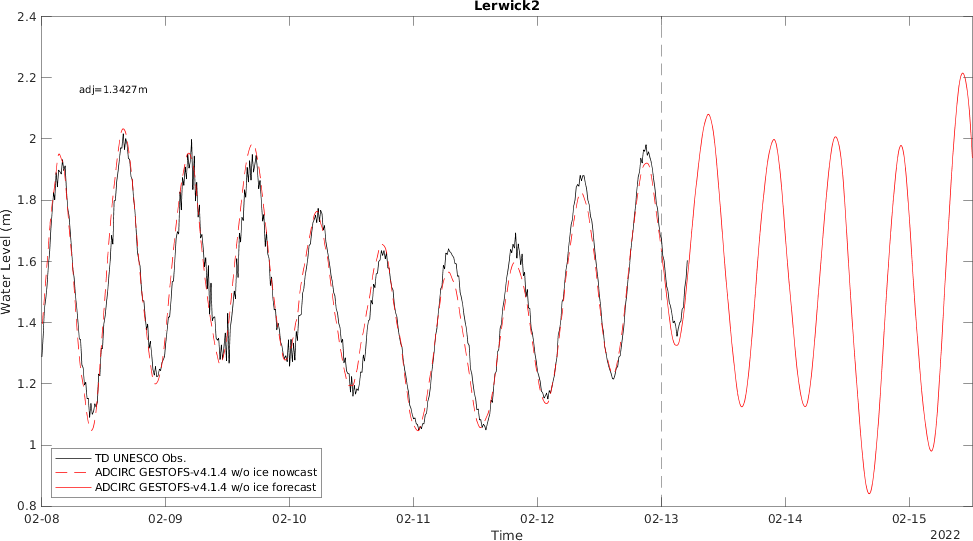 Lerwick2
2.4
2.2
2
1.8
1.6
1.4
1.2
1
0.8
Water Level (m)
adj=1.3427m
TD UNESCO Obs.
ADCIRC GESTOFS-v4.1.4 w/o ice nowcast
ADCIRC GESTOFS-v4.1.4 w/o ice forecast
02-08 02-09 02-10 02-11 02-12 02-13 02-14 02-15
Time
2022